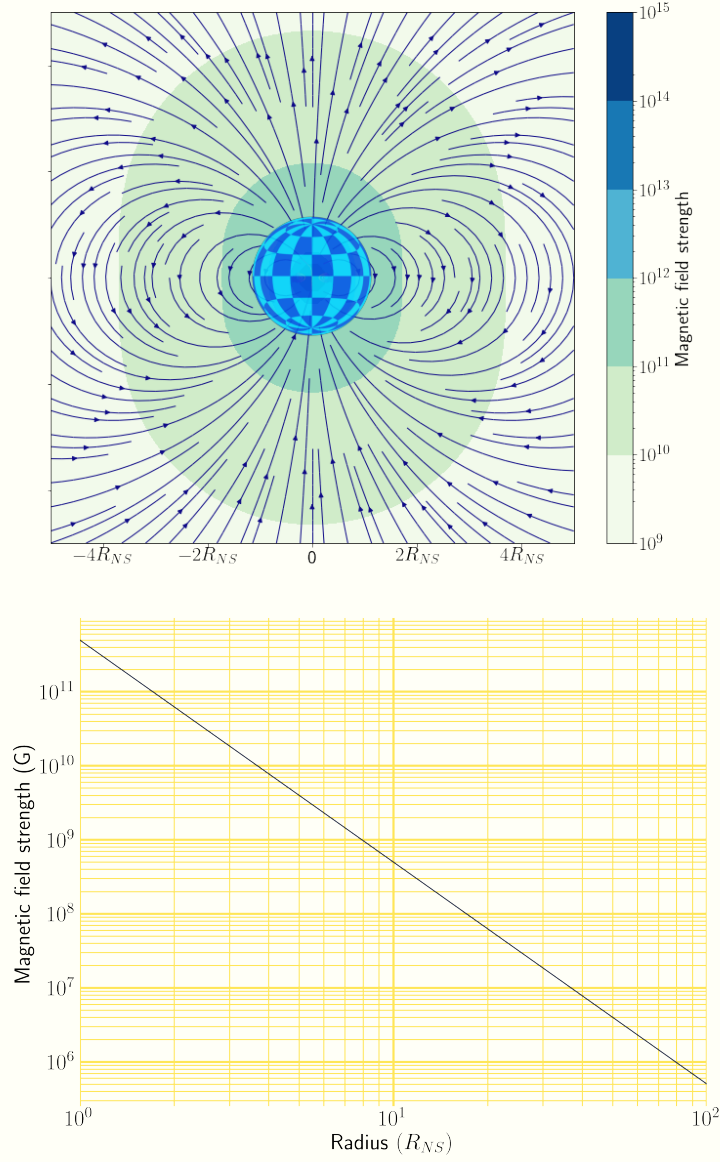 10^15
10^14
10^13
10^12
10^11
10^10
10^9
Magnetic field strength
−4R_NS −2R_NS 0 2R_NS 4R_NS
Magnetic field strength (G)
10^11
10^10
10^9
10^8
10^7
10^6
10^0 10^1 10^2
Radius (R_NS)